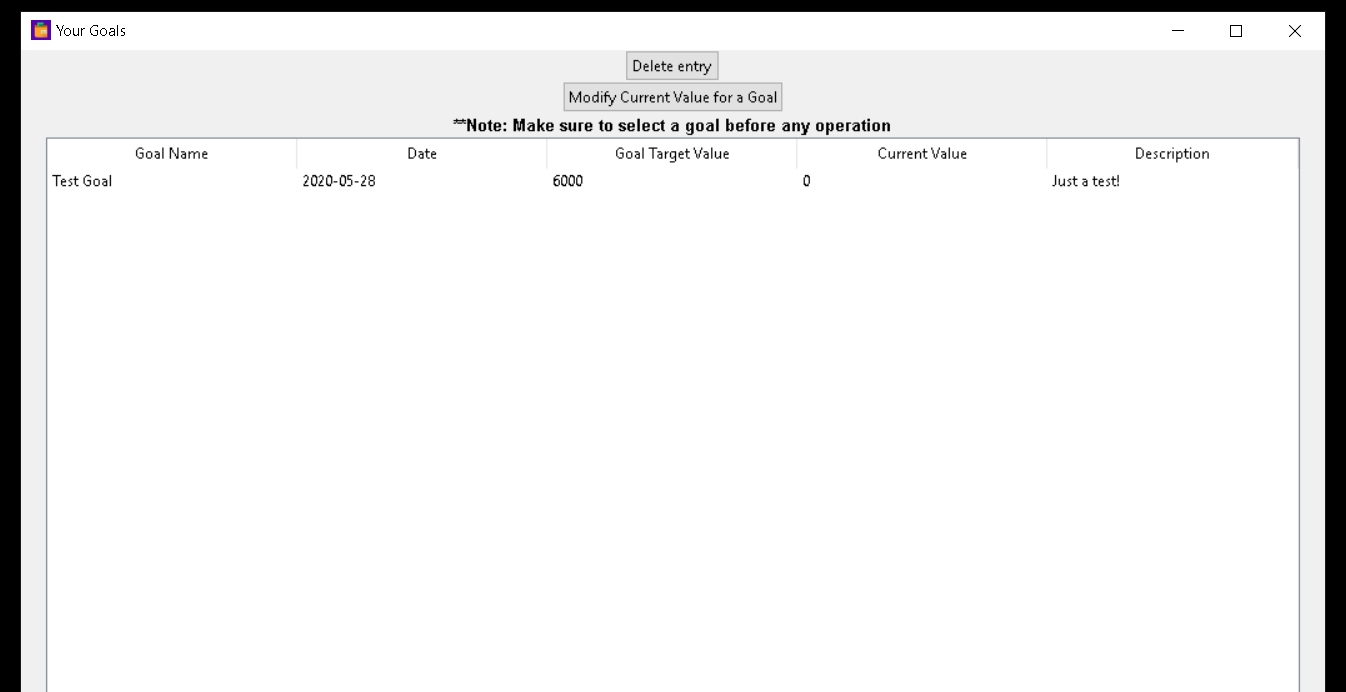 Your Goals
Delete entry
Modify Current Value for a Goal
**Note: Make sure to select a goal before any operation
Goal Name Date Goal Target Value Current Value Description
Test Goal 2020-05-28 6000 0 Just a test!